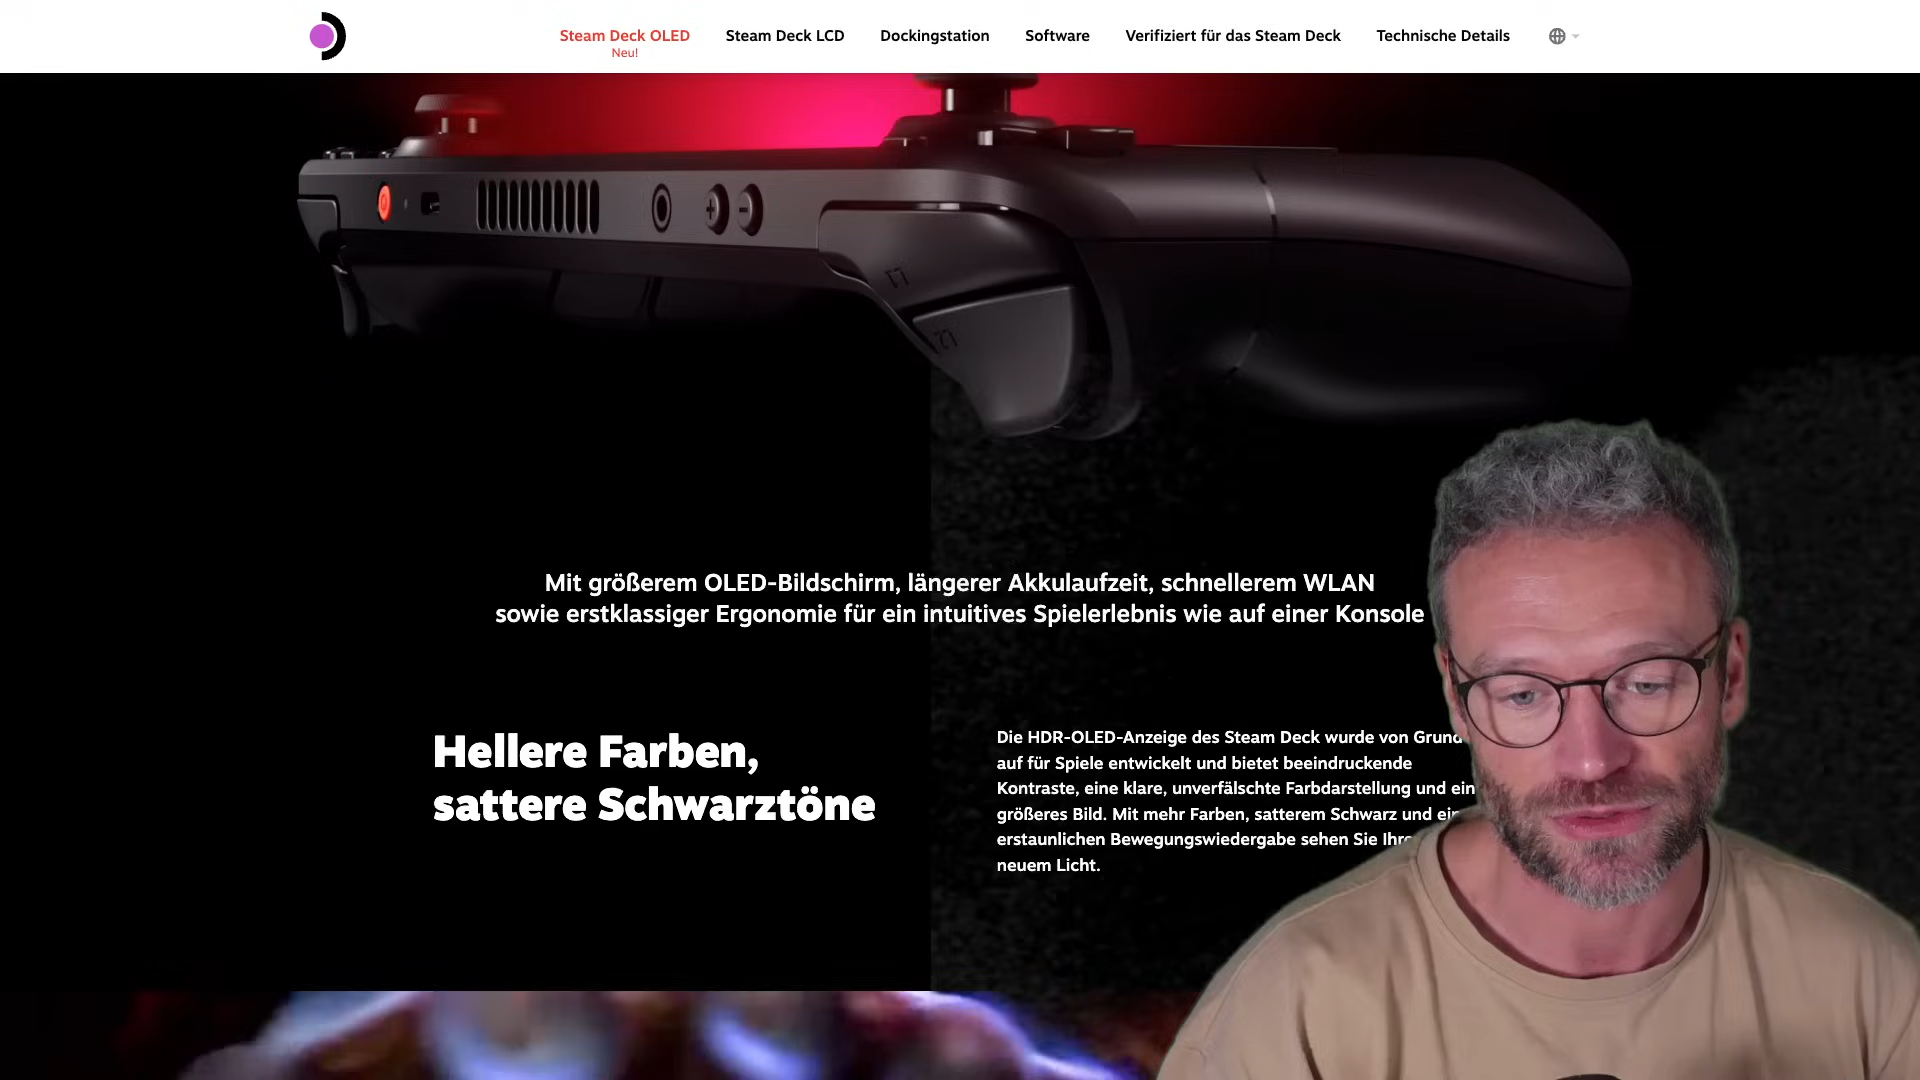 Steam Deck OLED
Neu!
Steam Deck LCD
Dockingstation
Software
Verifiziert für das Steam Deck
Technische Details
Mit größerem OLED-Bildschirm, längerer Akkulaufzeit, schnellerem WLAN
sowie erstklassiger Ergonomie für ein intuitives Spielerlebnis wie auf einer Konsole
Hellere Farben,
sattere Schwarztöne
Die HDR-OLED-Anzeige des Steam Deck wurde von Grund
auf für Spiele entwickelt und bietet beeindruckende
Kontraste, eine klare, unverfälschte Farbdarstellung und ein
größeres Bild. Mit mehr Farben, satterem Schwarz und
erstaunlichen Bewegungswiedergabe sehen Sie
neuem Licht.